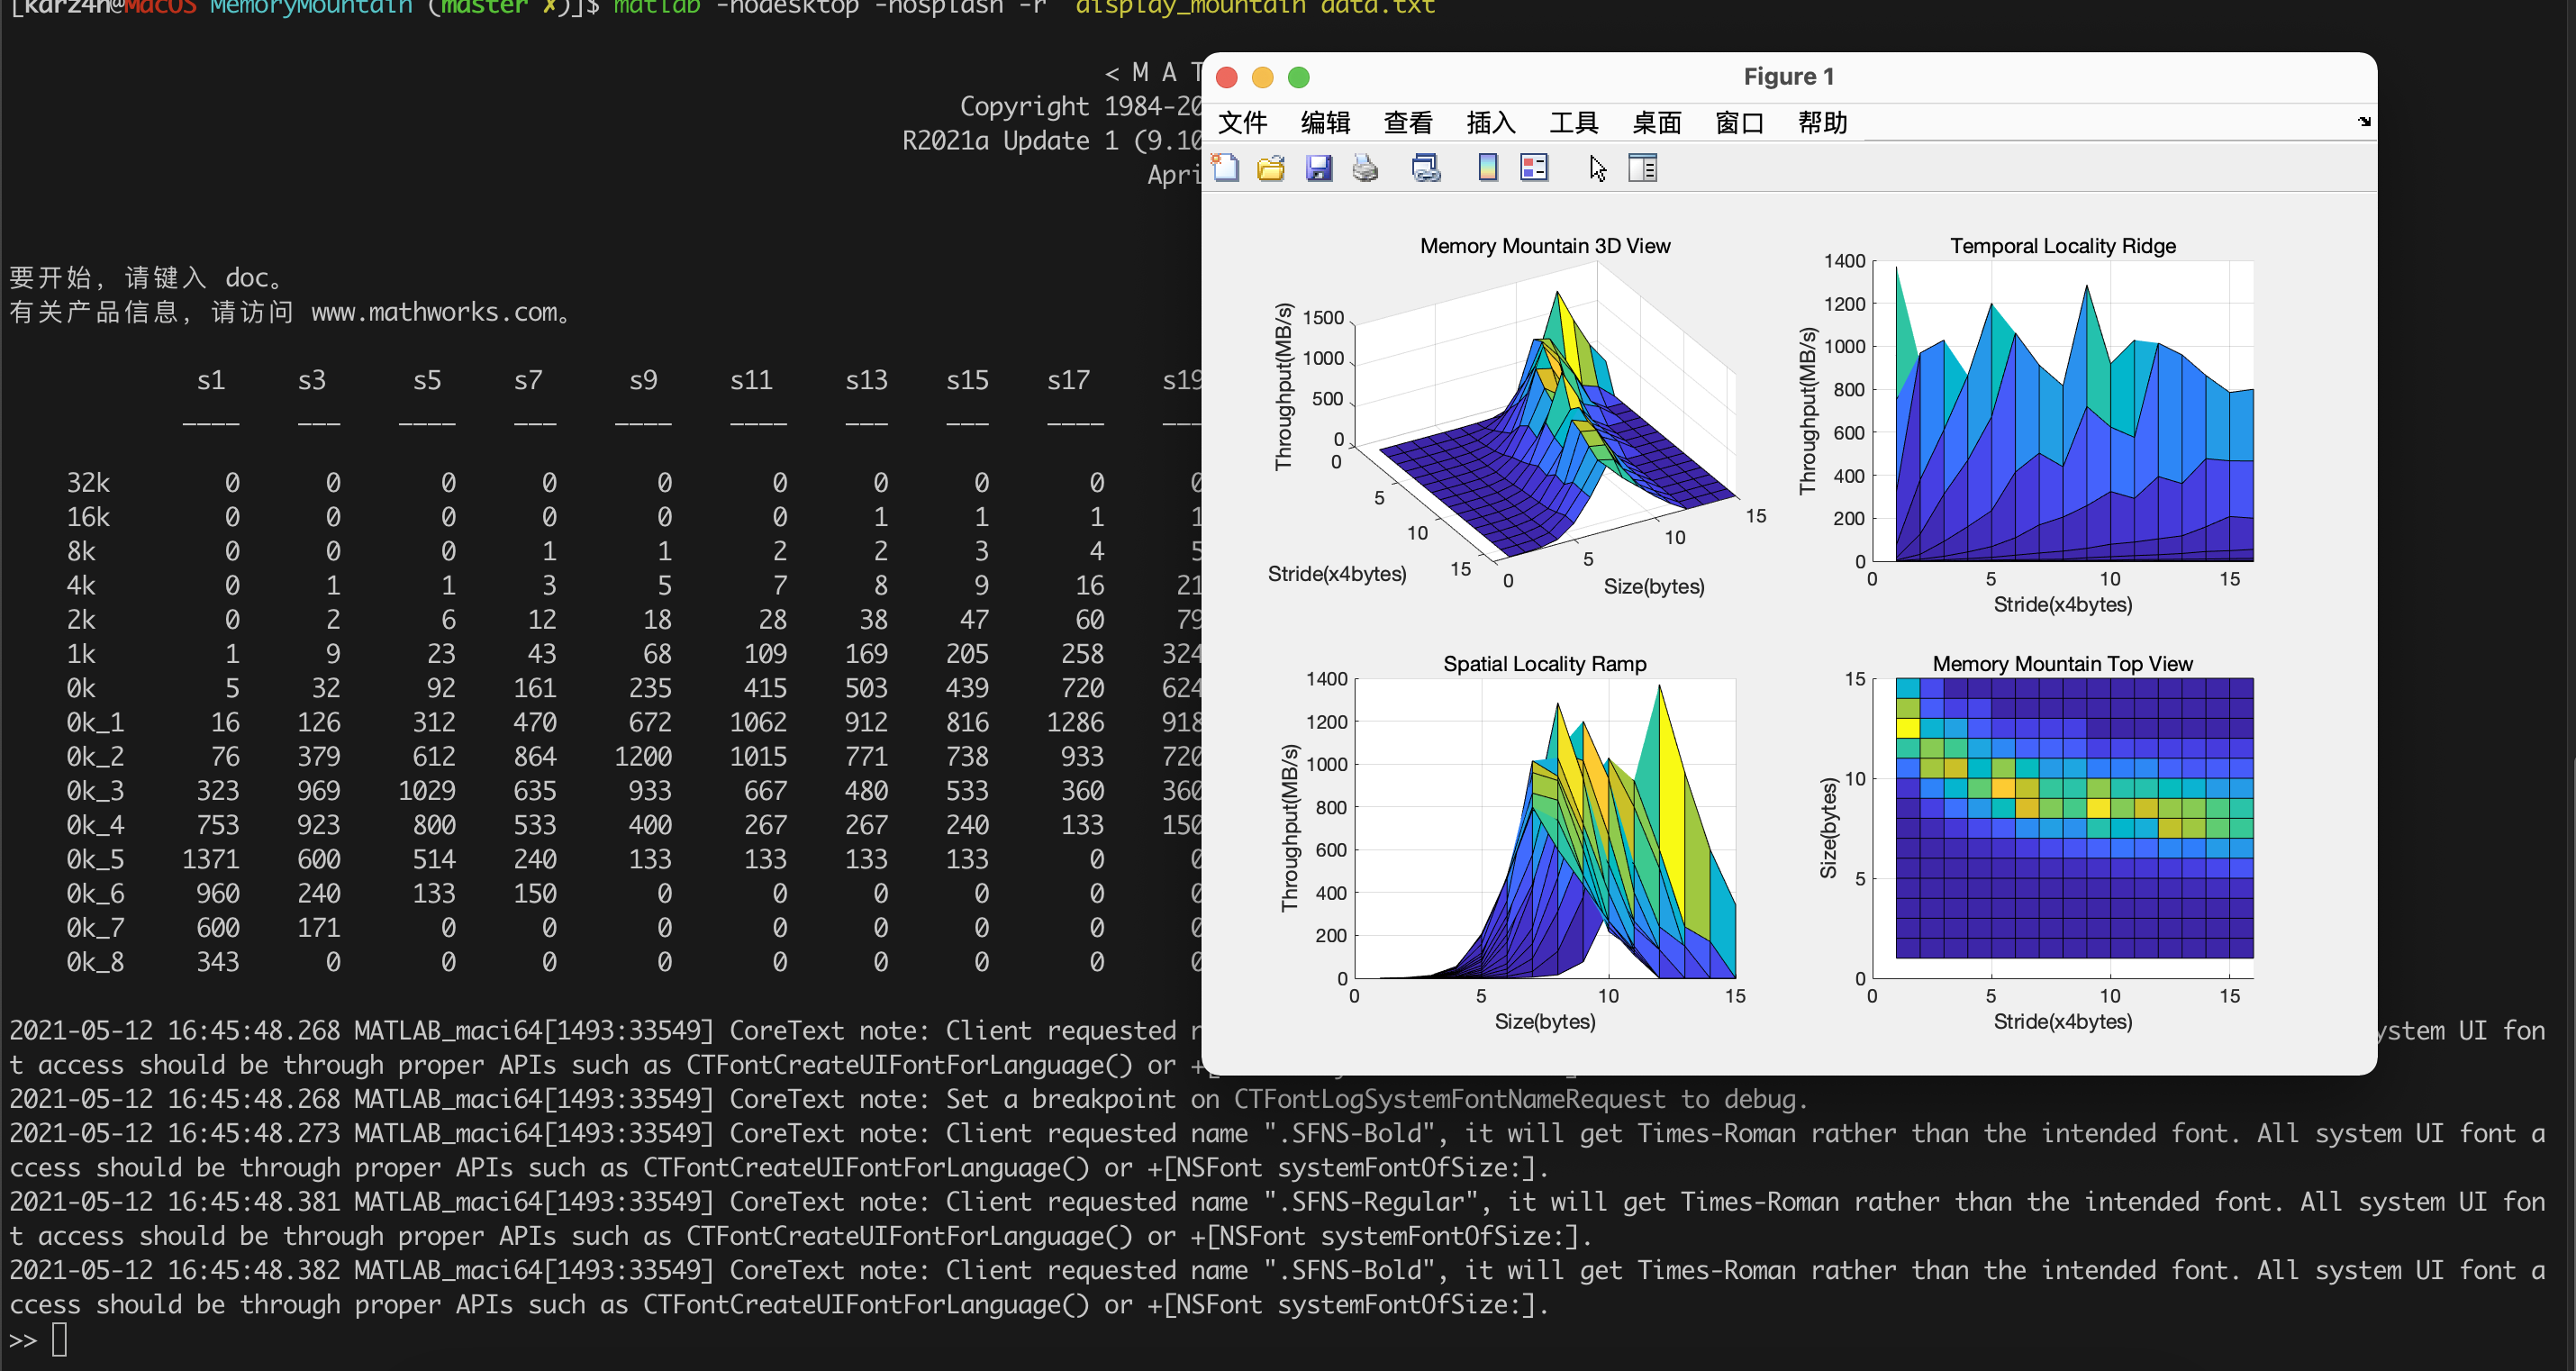 [karz4n@MacOS MemoryMountain (master ✗)]$ matlab -nodesktop -nosplash -r "display_mountain data.txt"
< M A T
Copyright 1984-20
R2021a Update 1 (9.10
Apri
要开始，请键入 doc。
有关产品信息，请访问 www.mathworks.com。
s1 s3 s5 s7 s9 s11 s13 s15 s17 s19
____ ___ ____ ___ ____ ____ ___ ___ ____ ___
32k 0 0 0 0 0 0 0 0 0 0
16k 0 0 0 0 0 0 1 1 1 1
8k 0 0 0 1 1 2 2 3 4 5
4k 0 1 1 3 5 7 8 9 16 21
2k 0 2 6 12 18 28 38 47 60 79
1k 1 9 23 43 68 109 169 205 258 324
0k 5 32 92 161 235 415 503 439 720 624
0k_1 16 126 312 470 672 1062 912 816 1286 918
0k_2 76 379 612 864 1200 1015 771 738 933 720
0k_3 323 969 1029 635 933 667 480 533 360 360
0k_4 753 923 800 533 400 267 267 240 133 150
0k_5 1371 600 514 240 133 133 133 133 0 0
0k_6 960 240 133 150 0 0 0 0 0 0
0k_7 600 171 0 0 0 0 0 0 0 0
0k_8 343 0 0 0 0 0 0 0 0 0
2021-05-12 16:45:48.268 MATLAB_maci64[1493:33549] CoreText note: Client requested ystem UI fon
t access should be through proper APIs such as CTFontCreateUIFontForLanguage() or +[
2021-05-12 16:45:48.268 MATLAB_maci64[1493:33549] CoreText note: Set a breakpoint on CTFontLogSystemFontNameRequest to debug.
2021-05-12 16:45:48.273 MATLAB_maci64[1493:33549] CoreText note: Client requested name ".SFNS-Bold", it will get Times-Roman rather than the intended font. All system UI font a
ccess should be through proper APIs such as CTFontCreateUIFontForLanguage() or +[NSFont systemFontOfSize:].
2021-05-12 16:45:48.381 MATLAB_maci64[1493:33549] CoreText note: Client requested name ".SFNS-Regular", it will get Times-Roman rather than the intended font. All system UI fon
t access should be through proper APIs such as CTFontCreateUIFontForLanguage() or +[NSFont systemFontOfSize:].
2021-05-12 16:45:48.382 MATLAB_maci64[1493:33549] CoreText note: Client requested name ".SFNS-Bold", it will get Times-Roman rather than the intended font. All system UI font a
ccess should be through proper APIs such as CTFontCreateUIFontForLanguage() or +[NSFont systemFontOfSize:].
>>
Figure 1
文件 编辑 查看 插入 工具 桌面 窗口 帮助
Memory Mountain 3D View
Throughput(MB/s)
1500
1000
500
0
0
5
10
15
Stride(x4bytes)
0
5
10
15
Size(bytes)
Temporal Locality Ridge
Throughput(MB/s)
1400
1200
1000
800
600
400
200
0
0 5 10 15
Stride(x4bytes)
Spatial Locality Ramp
Throughput(MB/s)
1400
1200
1000
800
600
400
200
0
0 5 10 15
Size(bytes)
Memory Mountain Top View
Size(bytes)
15
10
5
0
0 5 10 15
Stride(x4bytes)